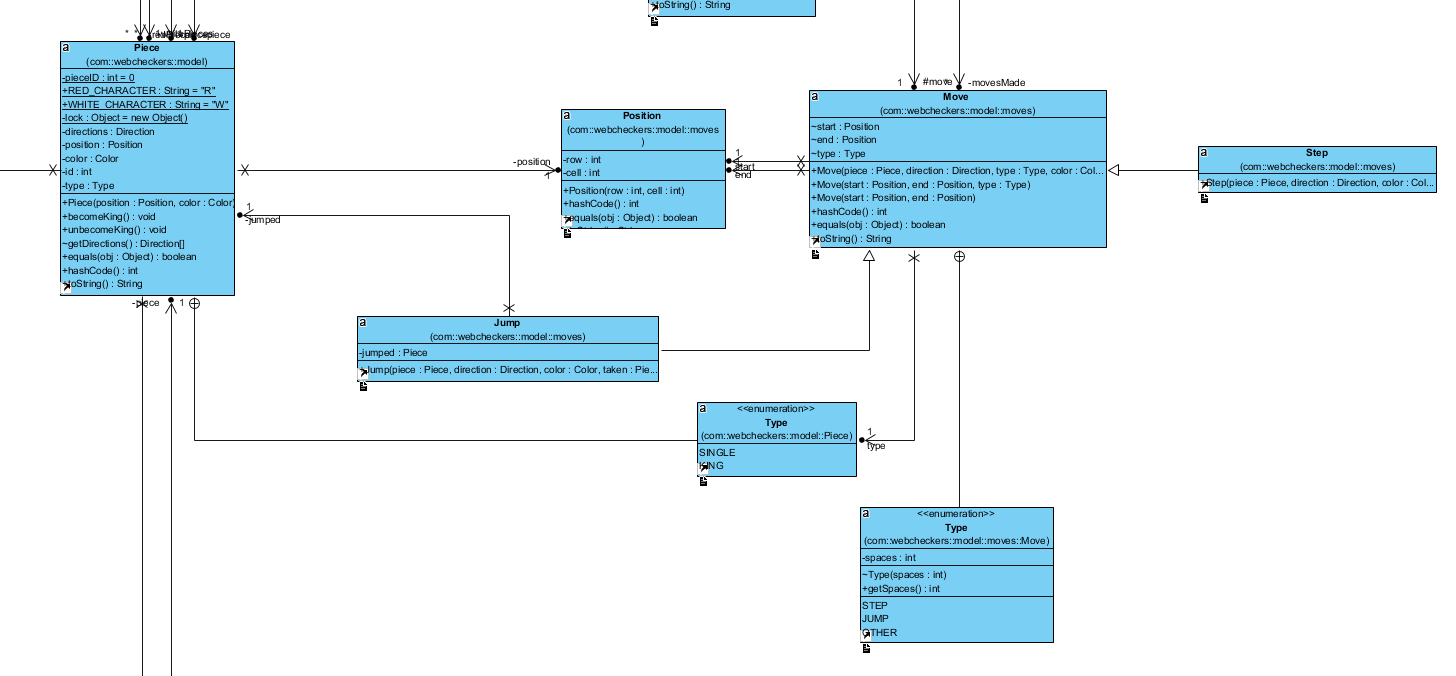 toString() : String
* *
1
piece
a
Piece
(com::webcheckers::model)
-pieceID : int = 0
+RED_CHARACTER : String = "R"
+WHITE_CHARACTER : String = "W"
-lock : Object = new Object()
-directions : Direction
-position : Position
-color : Color
-id : int
-type : Type
+Piece(position : Position, color : Color)
+becomeKing() : void
+unbecomeKing() : void
~getDirections() : Direction[]
+equals(obj : Object) : boolean
+hashCode() : int
+toString() : String
-piece
1
-position
1
1
-jumped
a
Position
(com::webcheckers::model::moves
)
-row : int
-cell : int
+Position(row : int, cell : int)
+hashCode() : int
equals(obj : Object) : boolean
1
start
end
1
#move
-movesMade
a
Move
(com::webcheckers::model::moves)
~start : Position
~end : Position
~type : Type
+Move(piece : Piece, direction : Direction, type : Type, color : Col...
+Move(start : Position, end : Position, type : Type)
+Move(start : Position, end : Position)
+hashCode() : int
+equals(obj : Object) : boolean
toString() : String
a
Step
(com::webcheckers::model::moves)
Step(piece : Piece, direction : Direction, color : Col...
a
Jump
(com::webcheckers::model::moves)
-jumped : Piece
Jump(piece : Piece, direction : Direction, color : Color, taken : Pie...
a
<<enumeration>>
Type
(com::webcheckers::model::Piece)
SINGLE
KING
1
type
a
<<enumeration>>
Type
(com::webcheckers::model::moves::Move)
-spaces : int
~Type(spaces : int)
+getSpaces() : int
STEP
JUMP
OTHER